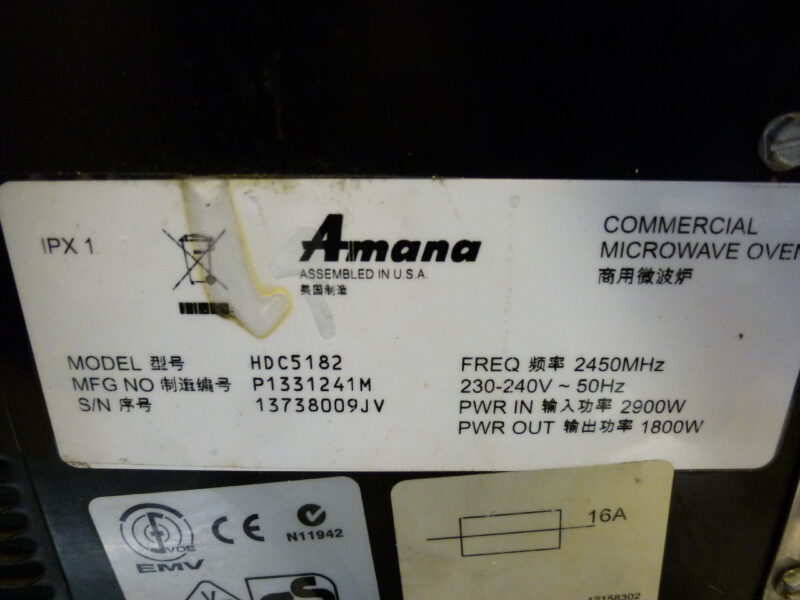 IPX 1
Amana
ASSEMBLED IN U.S.A.
美国制造
COMMERCIAL
MICROWAVE OVEN
商用微波炉
MODEL 型号 HDC5182
MFG NO 制造编号 P1331241M
S/N 序号 13738009JV
FREQ 频率 2450MHz
230-240V ~ 50Hz
PWR IN 输入功率 2900W
PWR OUT 输出功率 1800W
VDE
EMV
CE
N11942
16A
12158302